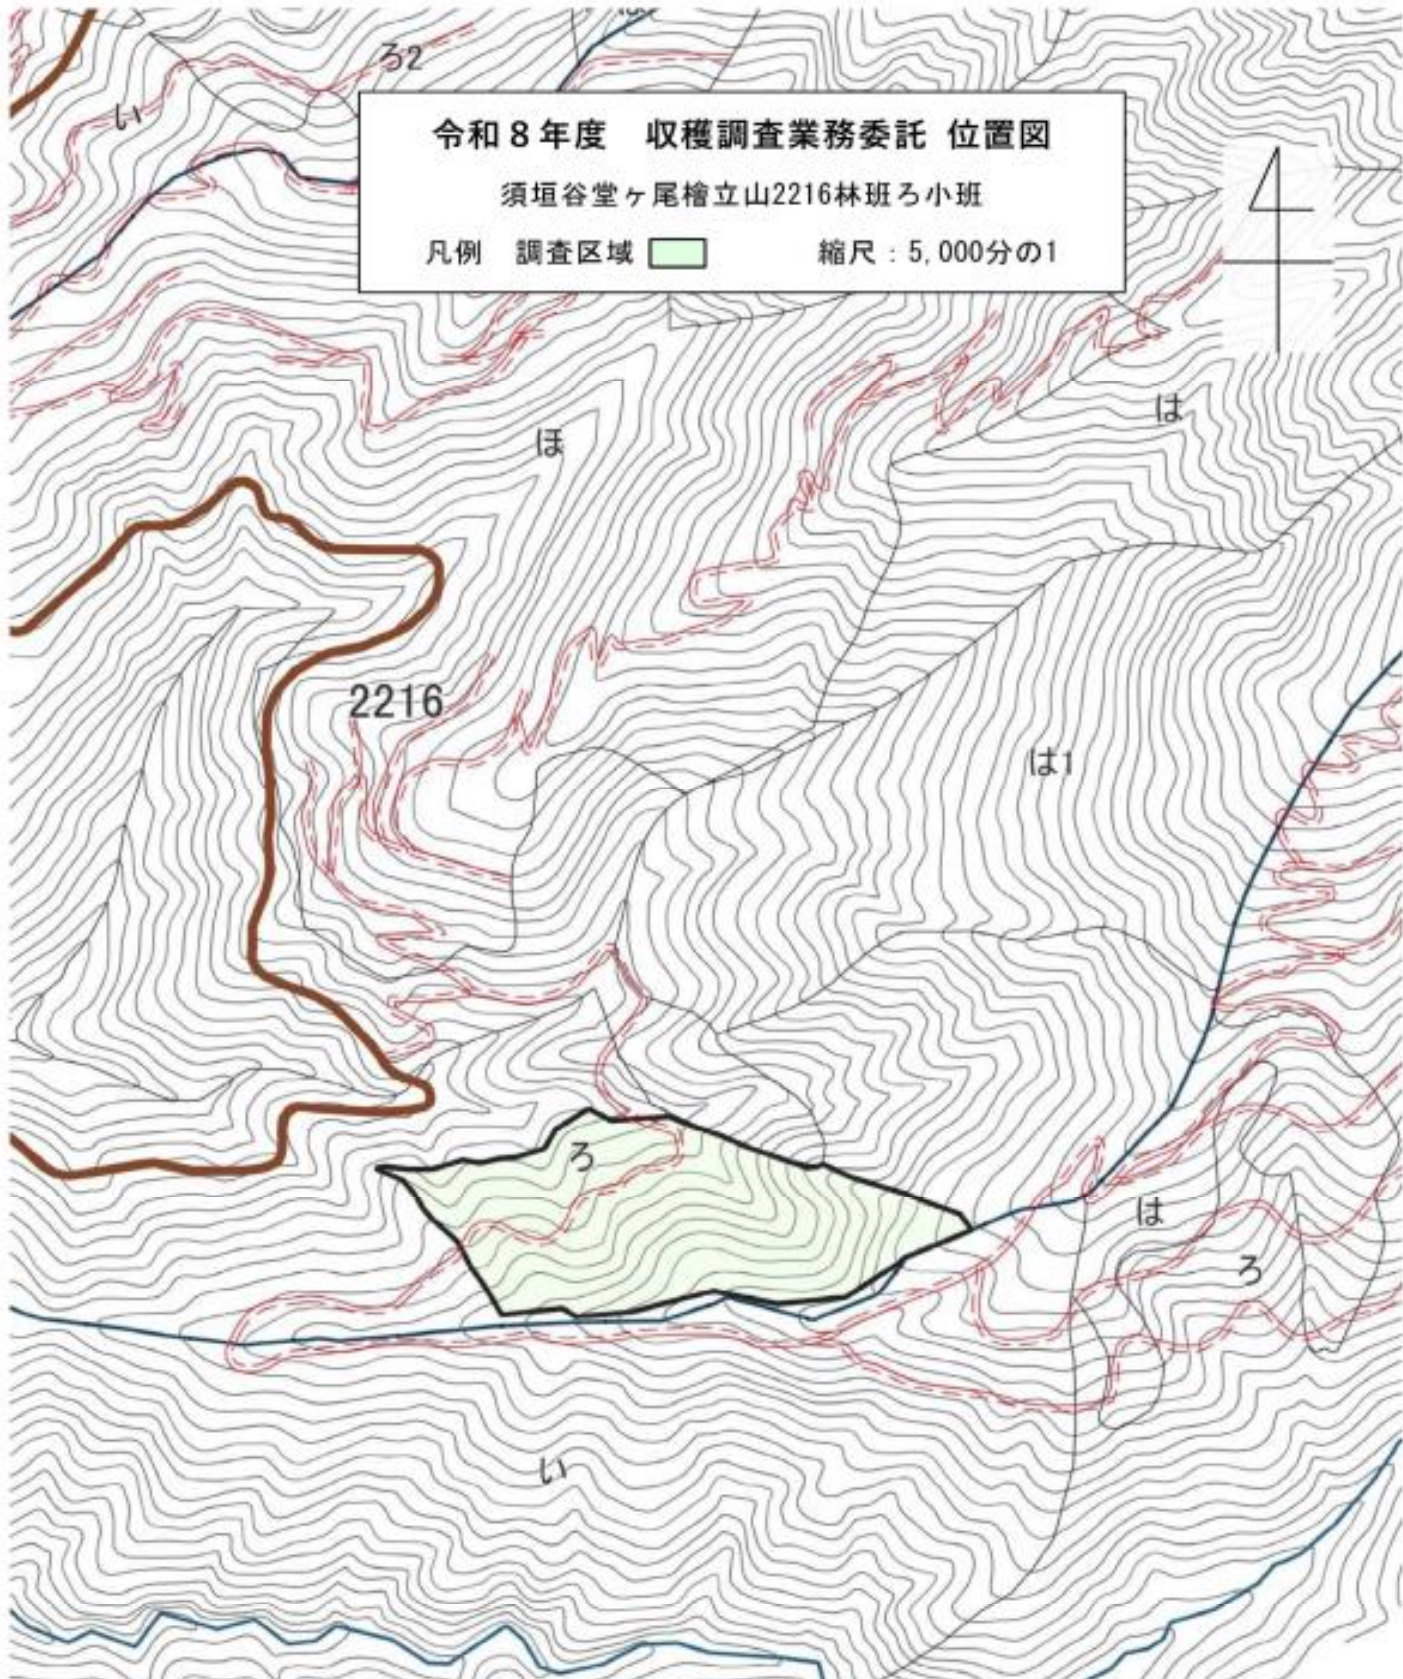 ろ2
い
令和8年度　収穫調査業務委託 位置図
須垣谷堂ヶ尾檜立山2216林班ろ小班
凡例　調査区域　縮尺：5,000分の1
は
ほ
2216
は1
ろ
は
ろ
い